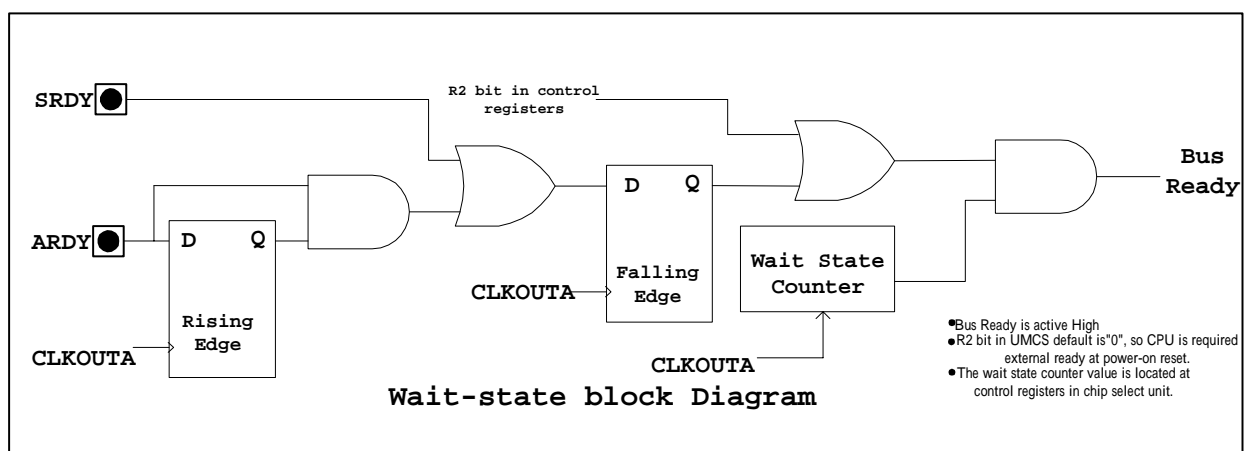 SRDY
R2 bit in control
registers
Bus
Ready
D Q
ARDY
D Q
Falling
Edge
Wait State
Counter
CLKOUTA
Rising
Edge
CLKOUTA
CLKOUTA
●Bus Ready is active High
●R2 bit in UMCS default is"0", so CPU is required
external ready at power-on reset.
●The wait state counter value is located at
control registers in chip select unit.
Wait-state block Diagram